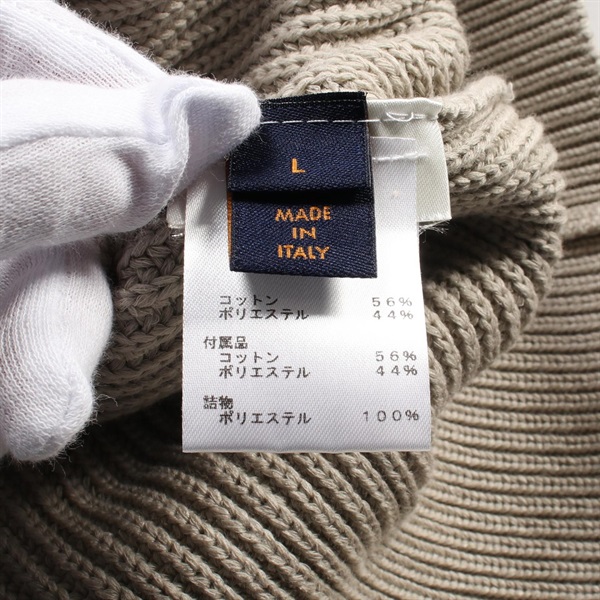 L
MADE
IN
ITALY
コットン 56%
ポリエステル 44%
付属品
コットン 56%
ポリエステル 44%
詰物
ポリエステル 100%